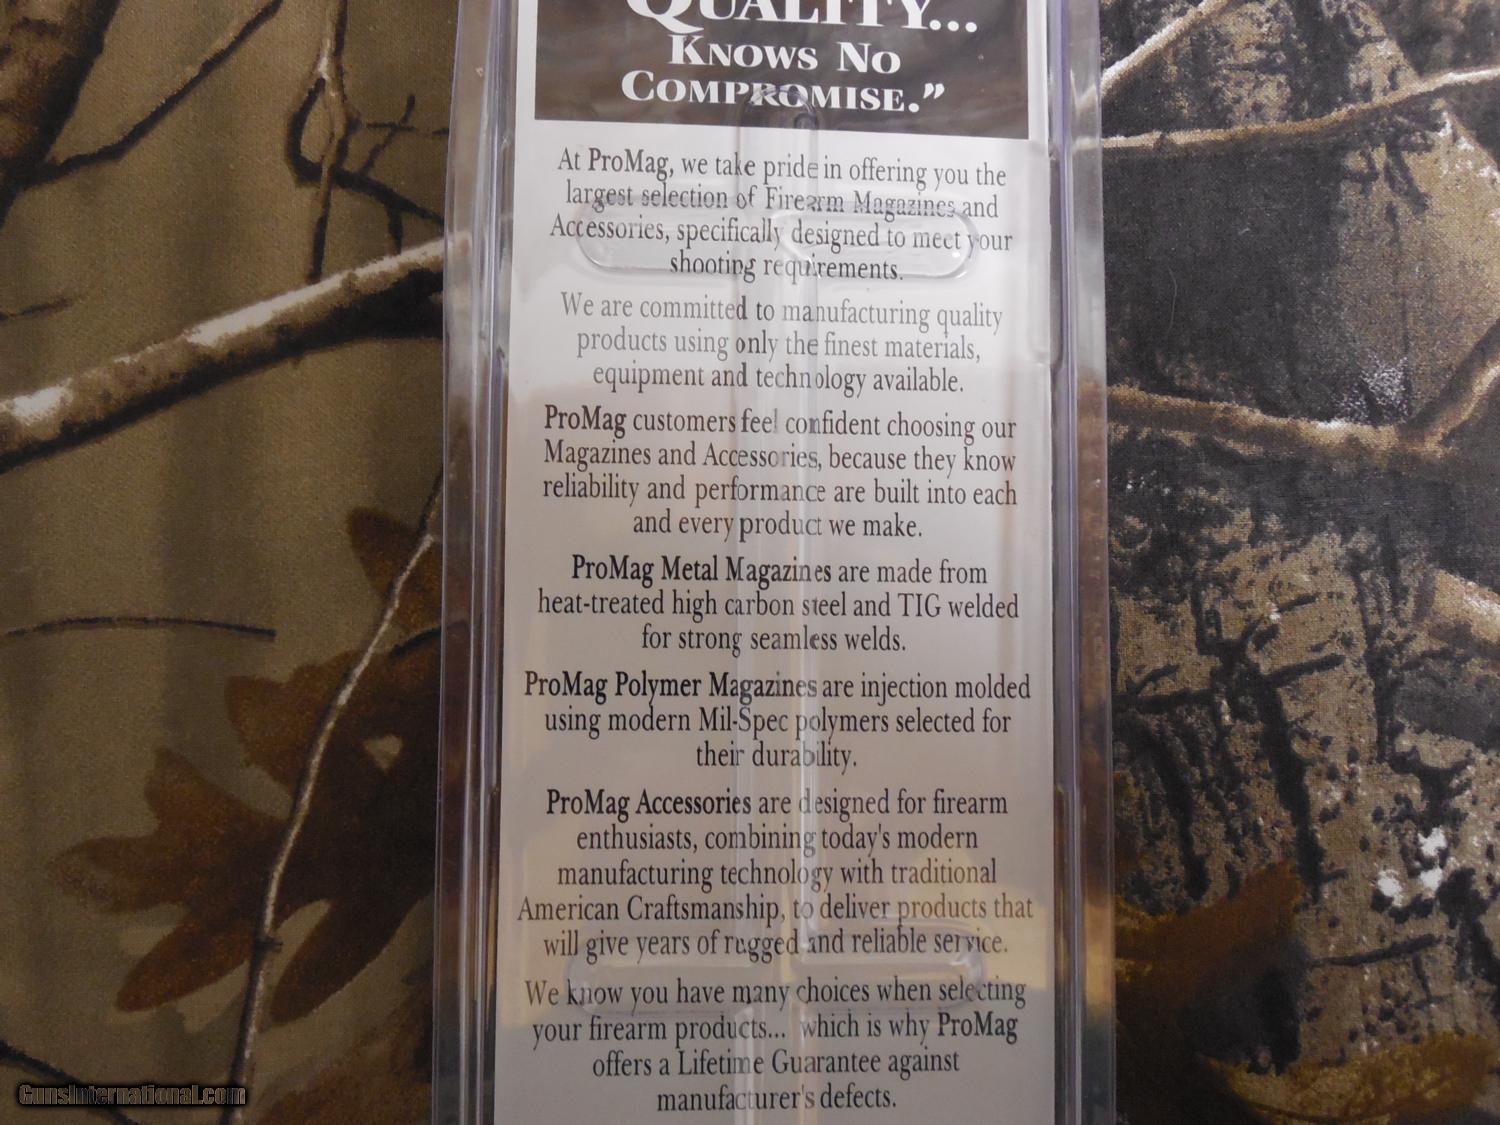 QUALITY...
KNOWS NO
COMPROMISE.”
At ProMag, we take pride in offering you the
largest selection of Firearm Magazines and
Accessories, specifically designed to meet your
shooting requirements.
We are committed to manufacturing quality
products using only the finest materials,
equipment and technology available.
ProMag customers feel confident choosing our
Magazines and Accessories, because they know
reliability and performance are built into each
and every product we make.
ProMag Metal Magazines are made from
heat-treated high carbon steel and TIG welded
for strong seamless welds.
ProMag Polymer Magazines are injection molded
using modern Mil-Spec polymers selected for
their durability.
ProMag Accessories are designed for firearm
enthusiasts, combining today's modern
manufacturing technology with traditional
American Craftsmanship, to deliver products that
will give years of rugged and reliable service.
We know you have many choices when selecting
your firearm products... which is why ProMag
offers a Lifetime Guarantee against
manufacturer's defects.
GunsInternational.com